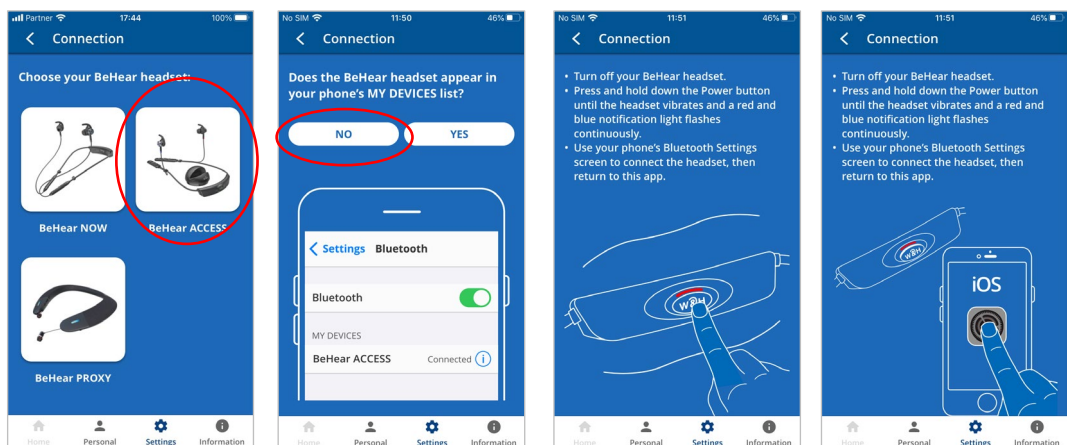 Partner 17:44 100%
Connection
Choose your BeHear headset:
BeHear NOW BeHear ACCESS
BeHear PROXY
Home Personal Settings Information
No SIM 11:50 46%
Connection
Does the BeHear headset appear in
your phone's MY DEVICES list?
NO YES
Settings Bluetooth
Bluetooth
MY DEVICES
BeHear ACCESS Connected
Home Personal Settings Information
No SIM 11:51 46%
Connection
• Turn off your BeHear headset.
• Press and hold down the Power button
until the headset vibrates and a red and
blue notification light flashes
continuously.
• Use your phone's Bluetooth Settings
screen to connect the headset, then
return to this app.
W&H
Home Personal Settings Information
No SIM 11:51 46%
Connection
• Turn off your BeHear headset.
• Press and hold down the Power button
until the headset vibrates and a red and
blue notification light flashes
continuously.
• Use your phone's Bluetooth Settings
screen to connect the headset, then
return to this app.
W&H
iOS
Home Personal Settings Information